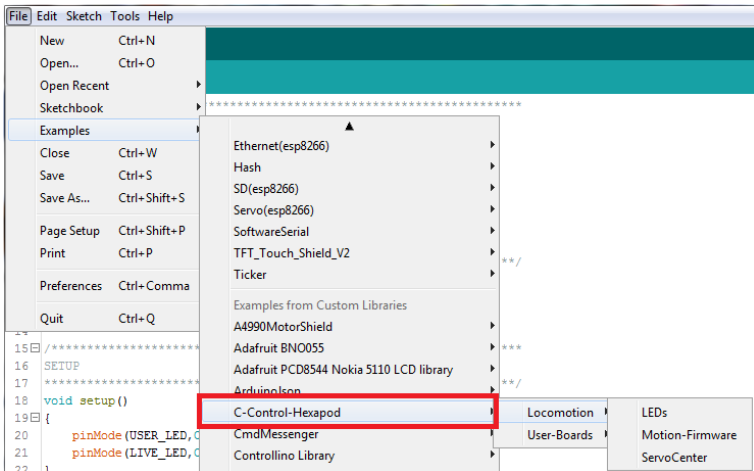 File Edit Sketch Tools Help
New Ctrl+N
Open... Ctrl+O
Open Recent
Sketchbook
Examples
Close Ctrl+W
Save Ctrl+S
Save As... Ctrl+Shift+S
Page Setup Ctrl+Shift+P
Print Ctrl+P
Preferences Ctrl+Comma
Quit Ctrl+Q
Ethernet(esp8266)
Hash
SD(esp8266)
Servo(esp8266)
SoftwareSerial
TFT_Touch_Shield_V2
Ticker
Examples from Custom Libraries
A4990MotorShield
Adafruit BNO055
Adafruit PCD8544 Nokia 5110 LCD library
ArduinoJson
C-Control-Hexapod
CmdMessenger
Controllino Library
Locomotion
User-Boards
LEDs
Motion-Firmware
ServoCenter
*********************************************
**/
14
15 /********************* ***
16 SETUP
17 ********************* **/
18 void setup()
19 {
20 pinMode(USER_LED,
21 pinMode(LIVE_LED,
22 }